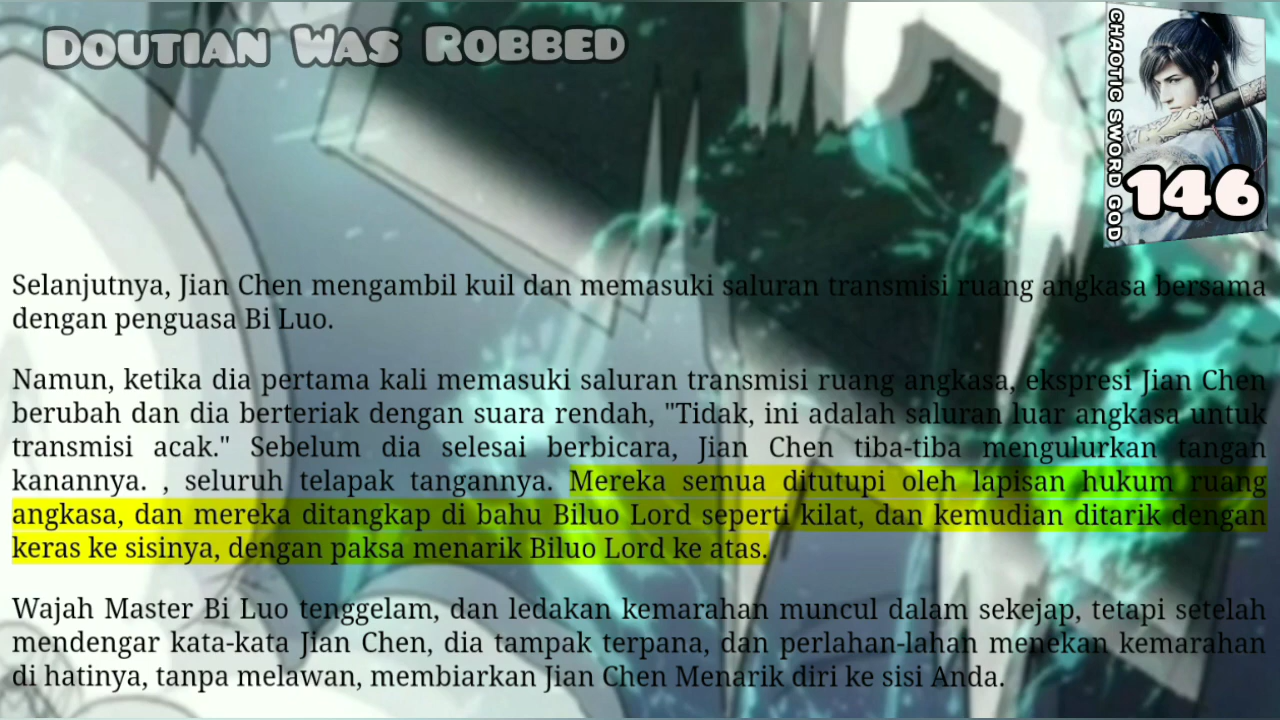 DOUTIAN WAS ROBBED
CHAOTIC SWORD GOD
146
Selanjutnya, Jian Chen mengambil kuil dan memasuki saluran transmisi ruang angkasa bersama
dengan penguasa Bi Luo.
Namun, ketika dia pertama kali memasuki saluran transmisi ruang angkasa, ekspresi Jian Chen
berubah dan dia berteriak dengan suara rendah, "Tidak, ini adalah saluran luar angkasa untuk
transmisi acak." Sebelum dia selesai berbicara, Jian Chen tiba-tiba mengulurkan tangan
kanannya. , seluruh telapak tangannya. Mereka semua ditutupi oleh lapisan hukum ruang
angkasa, dan mereka ditangkap di bahu Biluo Lord seperti kilat, dan kemudian ditarik dengan
keras ke sisinya, dengan paksa menarik Biluo Lord ke atas.
Wajah Master Bi Luo tenggelam, dan ledakan kemarahan muncul dalam sekejap, tetapi setelah
mendengar kata-kata Jian Chen, dia tampak terpana, dan perlahan-lahan menekan kemarahan
di hatinya, tanpa melawan, membiarkan Jian Chen Menarik diri ke sisi Anda.